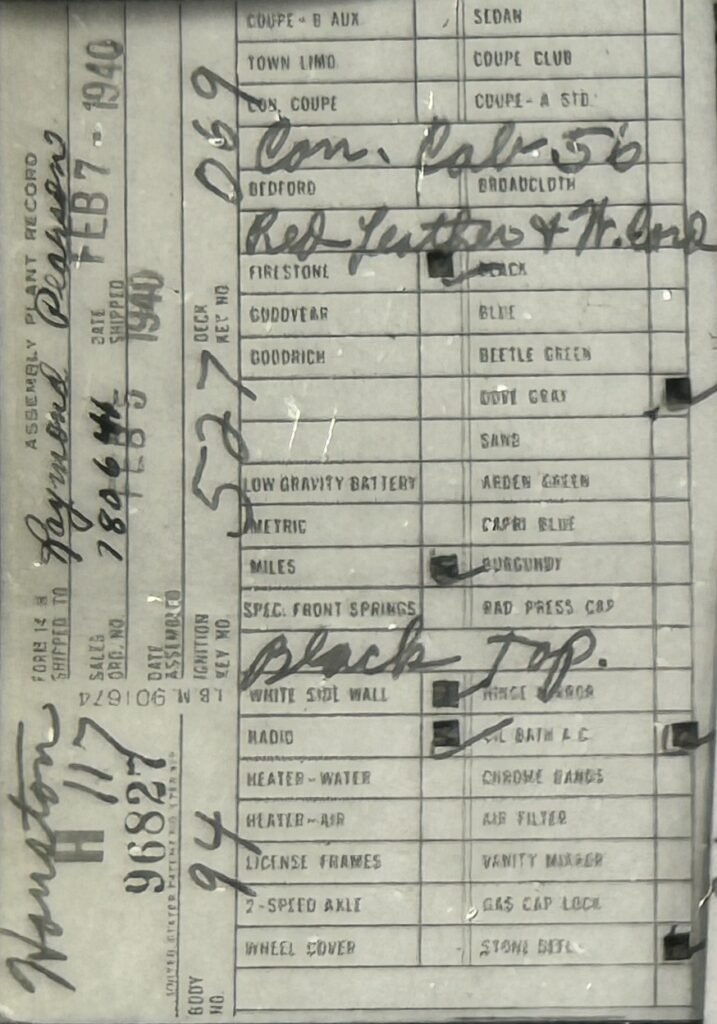 ASSEMBLY PLANT RECORD
FORM 14 B
SHIPPED TO Raymond Pearson
SALES ORD. NO. 780644
DATE SHIPPED FEB 7 - 1940
DATE ASSEMBLED FEB 5 1940
IGNITION KEY NO. 527
DECK KEY NO. 069
Houston
H 117
96827
BODY NO. 94
IBM 901674
COUPE - B AUX SEDAN
TOWN LIMO COUPE CLUB
CON. COUPE COUPE - A STD.
Con. Cab 56
BEDFORD BROADCLOTH
Red Leather & W. Cord
FIRESTONE BLACK
GOODYEAR BLUE
GOODRICH BEETLE GREEN
DOVE GRAY
SAND
LOW GRAVITY BATTERY ARDEN GREEN
METRIC CAPRI BLUE
MILES BURGUNDY
SPEC. FRONT SPRINGS RAD PRESS CAP
Black Top.
WHITE SIDE WALL HINGE MIRROR
RADIO OIL BATH A C
HEATER - WATER CHROME BANDS
HEATER - AIR AIR FILTER
LICENSE FRAMES VANITY MIRROR
2-SPEED AXLE GAS CAP LOCK
WHEEL COVER STONE DEFL